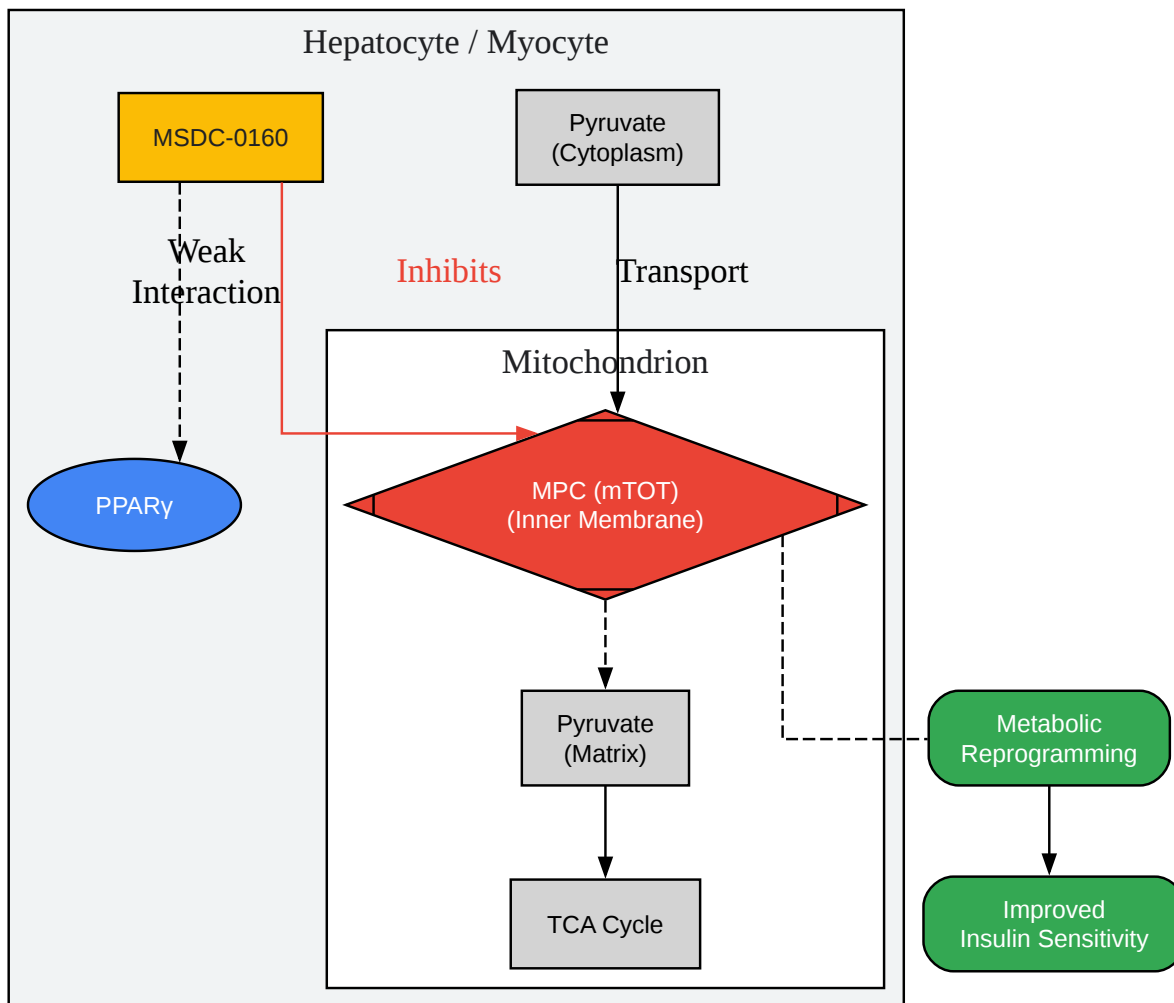 Hepatocyte / Myocyte
MSDC-0160
Pyruvate
(Cytoplasm)
Weak
Interaction
Inhibits
Transport
Mitochondrion
PPARγ
MPC (mTOT)
(Inner Membrane)
Pyruvate
(Matrix)
Metabolic
Reprogramming
TCA Cycle
Improved
Insulin Sensitivity